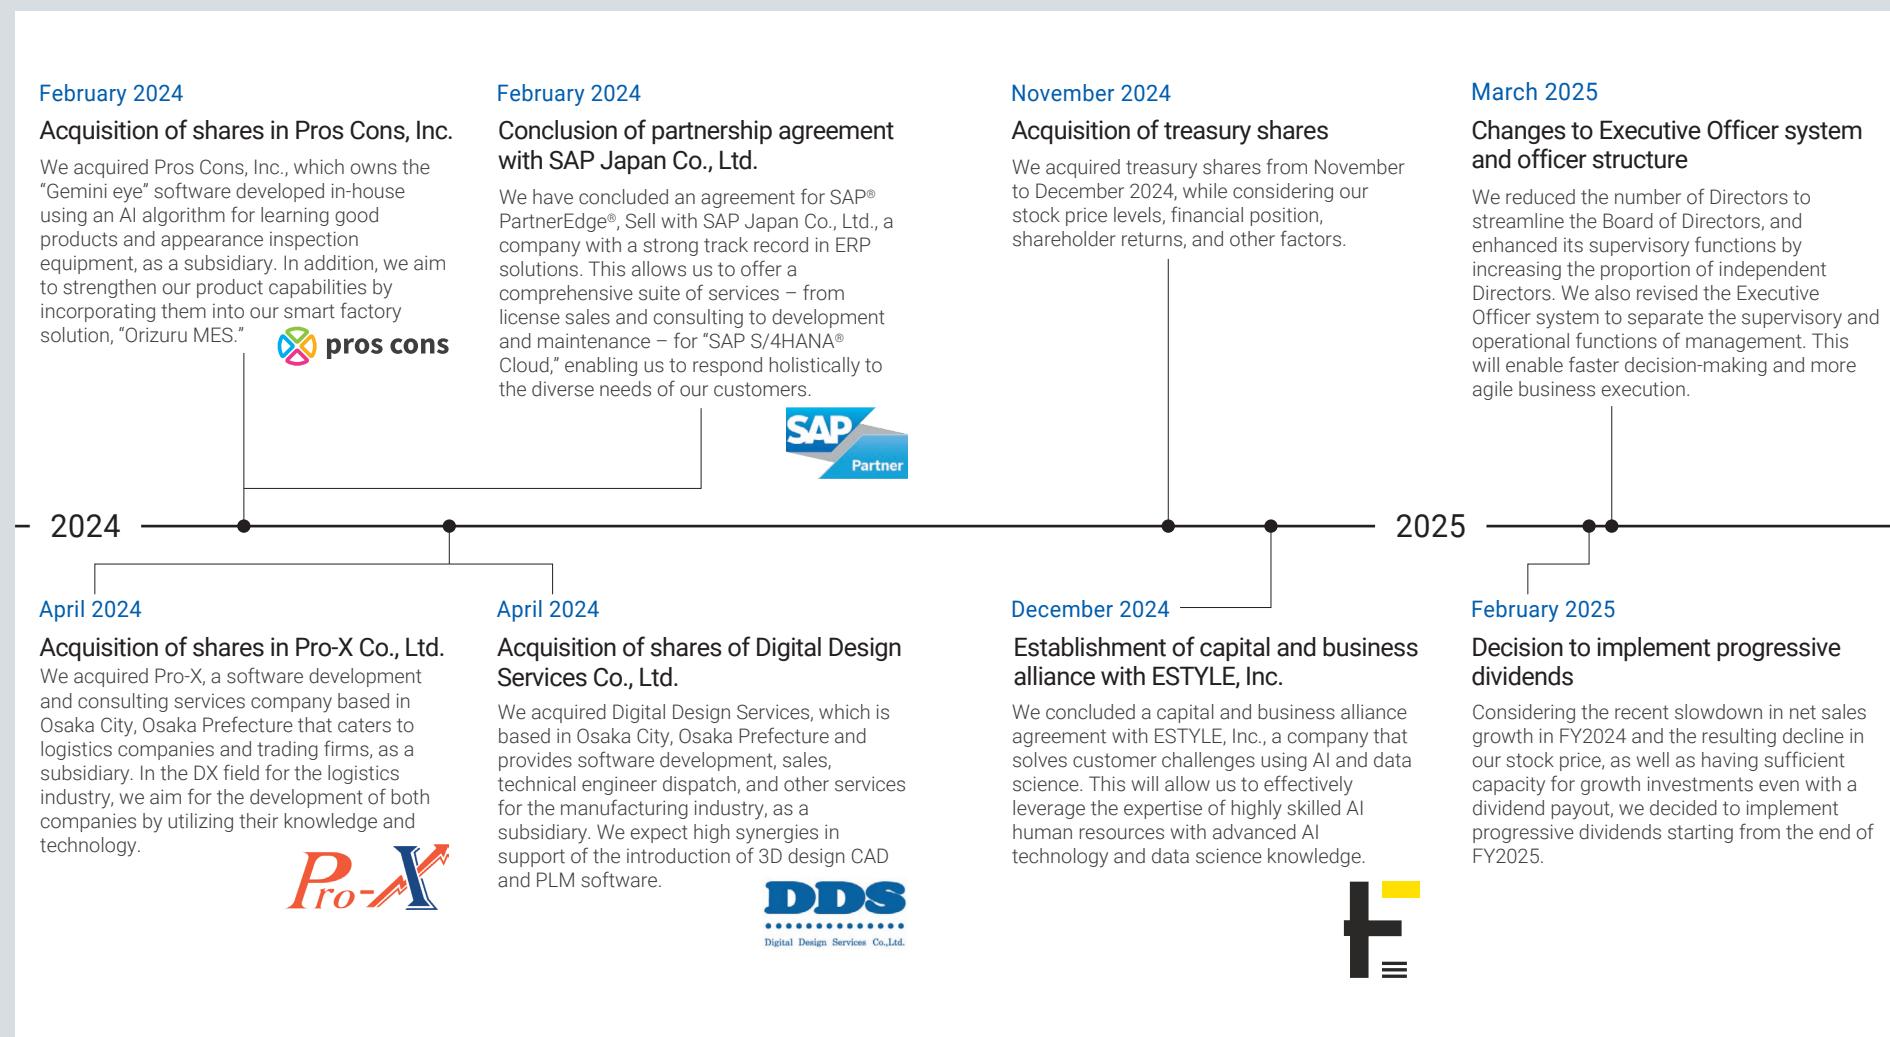 February 2024
Acquisition of shares in Pros Cons, Inc.
We acquired Pros Cons, Inc., which owns the
“Gemini eye” software developed in-house
using an AI algorithm for learning good
products and appearance inspection
equipment, as a subsidiary. In addition, we aim
to strengthen our product capabilities by
incorporating them into our smart factory
solution, “Orizuru MES.”
pros cons
February 2024
Conclusion of partnership agreement
with SAP Japan Co., Ltd.
We have concluded an agreement for SAP®
PartnerEdge®, Sell with SAP Japan Co., Ltd., a
company with a strong track record in ERP
solutions. This allows us to offer a
comprehensive suite of services – from
license sales and consulting to development
and maintenance – for “SAP S/4HANA®
Cloud,” enabling us to respond holistically to
the diverse needs of our customers.
SAP
Partner
November 2024
Acquisition of treasury shares
We acquired treasury shares from November
to December 2024, while considering our
stock price levels, financial position,
shareholder returns, and other factors.
March 2025
Changes to Executive Officer system
and officer structure
We reduced the number of Directors to
streamline the Board of Directors, and
enhanced its supervisory functions by
increasing the proportion of independent
Directors. We also revised the Executive
Officer system to separate the supervisory and
operational functions of management. This
will enable faster decision-making and more
agile business execution.
2024
2025
April 2024
Acquisition of shares in Pro-X Co., Ltd.
We acquired Pro-X, a software development
and consulting services company based in
Osaka City, Osaka Prefecture that caters to
logistics companies and trading firms, as a
subsidiary. In the DX field for the logistics
industry, we aim for the development of both
companies by utilizing their knowledge and
technology.
Pro-X
April 2024
Acquisition of shares of Digital Design
Services Co., Ltd.
We acquired Digital Design Services, which is
based in Osaka City, Osaka Prefecture and
provides software development, sales,
technical engineer dispatch, and other services
for the manufacturing industry, as a
subsidiary. We expect high synergies in
support of the introduction of 3D design CAD
and PLM software.
DDS
Digital Design Services Co.,Ltd.
December 2024
Establishment of capital and business
alliance with ESTYLE, Inc.
We concluded a capital and business alliance
agreement with ESTYLE, Inc., a company that
solves customer challenges using AI and data
science. This will allow us to effectively
leverage the expertise of highly skilled AI
human resources with advanced AI
technology and data science knowledge.
February 2025
Decision to implement progressive
dividends
Considering the recent slowdown in net sales
growth in FY2024 and the resulting decline in
our stock price, as well as having sufficient
capacity for growth investments even with a
dividend payout, we decided to implement
progressive dividends starting from the end of
FY2025.